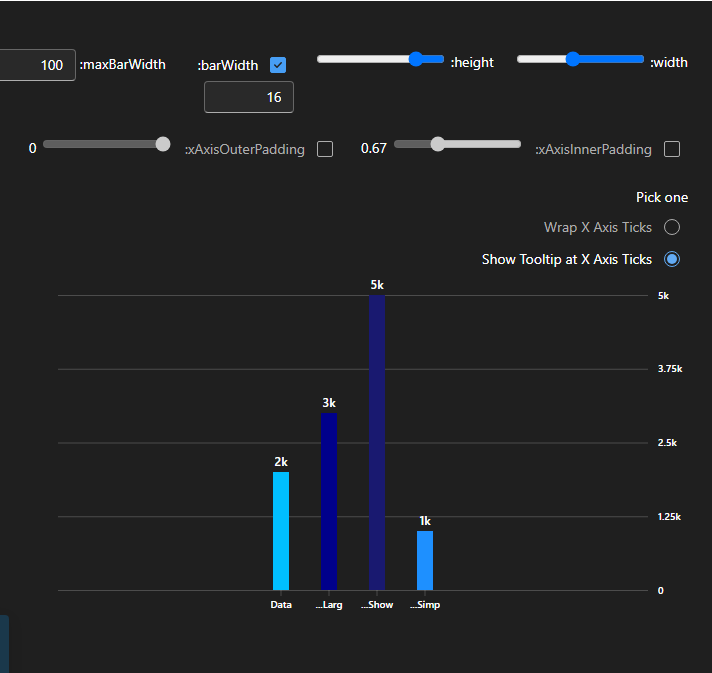 100 :maxBarWidth :barWidth :height :width
16
0 :xAxisOuterPadding 0.67 :xAxisInnerPadding
Pick one
Wrap X Axis Ticks
Show Tooltip at X Axis Ticks
5k
5k
3.75k
3k
2.5k
2k
1.25k
1k
0
Data ...Larg ...Show ...Simp